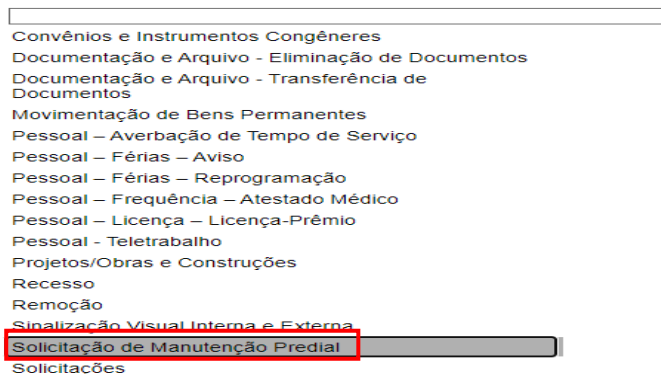 Convênios e Instrumentos Congêneres
Documentação e Arquivo - Eliminação de Documentos
Documentação e Arquivo - Transferência de
Documentos
Movimentação de Bens Permanentes
Pessoal – Averbação de Tempo de Serviço
Pessoal – Férias – Aviso
Pessoal – Férias – Reprogramação
Pessoal – Frequência – Atestado Médico
Pessoal – Licença – Licença-Prêmio
Pessoal - Teletrabalho
Projetos/Obras e Construções
Recesso
Remoção
Sinalização Visual Interna e Externa
Solicitação de Manutenção Predial
Solicitações